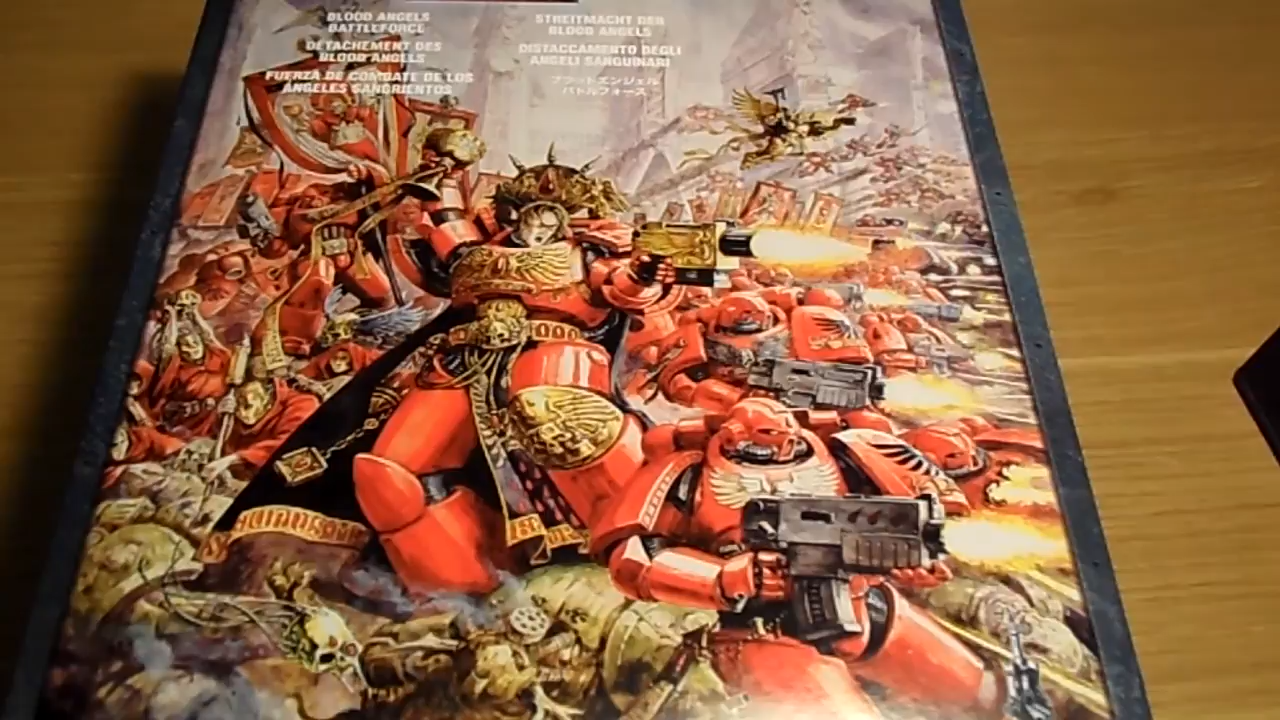 BLOOD ANGELS
BATTLEFORCE
DÉTACHEMENT DES
BLOOD ANGELS
FUERZA DE COMBATE DE LOS
ÁNGELES SANGRIENTOS
STREITMACHT DER
BLOOD ANGELS
DISTACCAMENTO DEGLI
ANGELI SANGUINARI
ブラッドエンジェル
バトルフォース